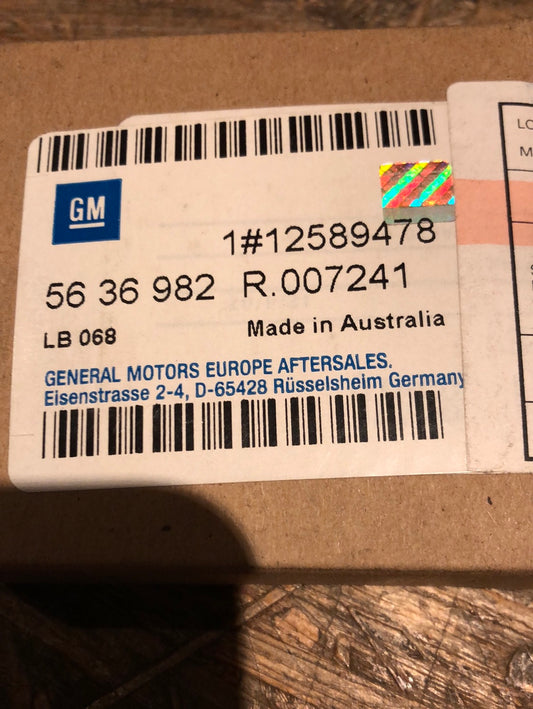 GM
1#12589478
56 36 982 R.007241
LB 068 Made in Australia
GENERAL MOTORS EUROPE AFTERSALES.
Eisenstrasse 2-4, D-65428 Rüsselsheim Germany
LO
M